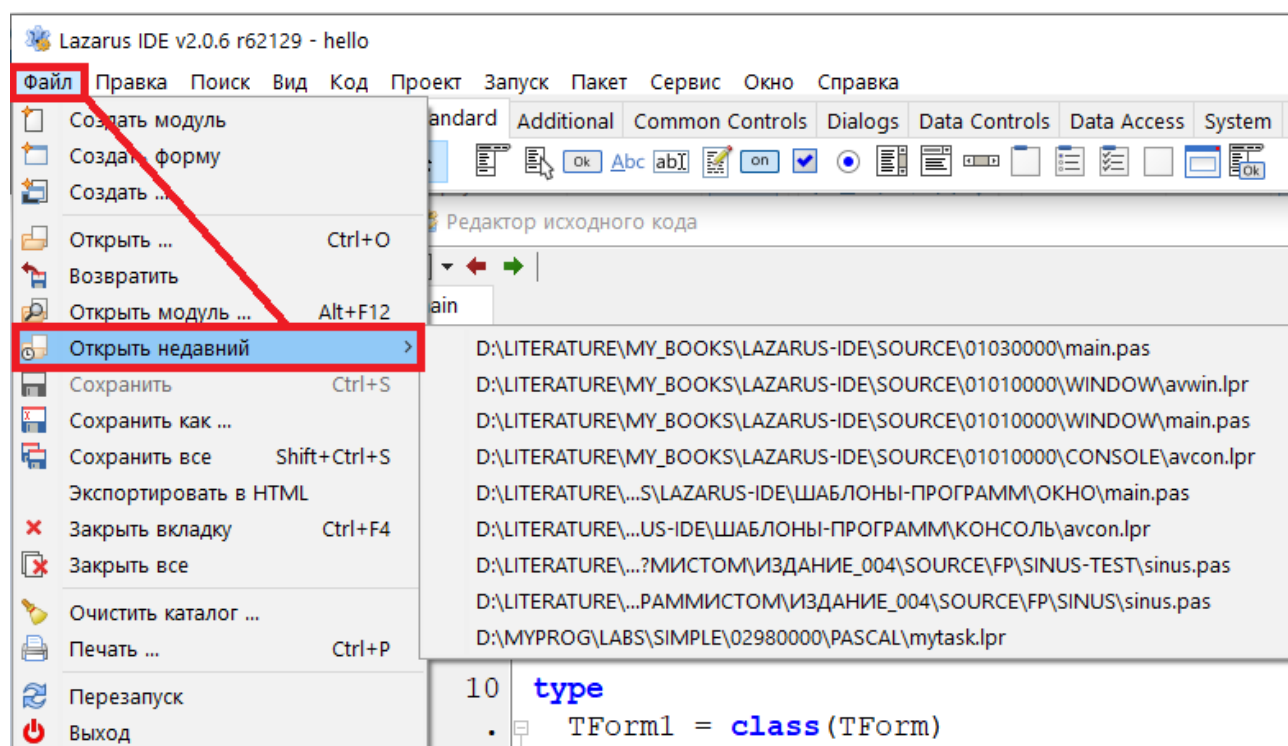 Lazarus IDE v2.0.6 r62129 - hello
Файл Правка Поиск Вид Код Проект Запуск Пакет Сервис Окно Справка
andard Additional Common Controls Dialogs Data Controls Data Access System
Ok Abc abI on Ok
Создать модуль
Создать форму
Создать ...
Открыть ... Ctrl+O
Возвратить
Открыть модуль ... Alt+F12
Открыть недавний
Сохранить Ctrl+S
Сохранить как ...
Сохранить все Shift+Ctrl+S
Экспортировать в HTML
Закрыть вкладку Ctrl+F4
Закрыть все
Очистить каталог ...
Печать ... Ctrl+P
Перезапуск
Выход
Редактор исходного кода
ain
D:\LITERATURE\MY_BOOKS\LAZARUS-IDE\SOURCE\01030000\main.pas
D:\LITERATURE\MY_BOOKS\LAZARUS-IDE\SOURCE\01010000\WINDOW\avwin.lpr
D:\LITERATURE\MY_BOOKS\LAZARUS-IDE\SOURCE\01010000\WINDOW\main.pas
D:\LITERATURE\MY_BOOKS\LAZARUS-IDE\SOURCE\01010000\CONSOLE\avcon.lpr
D:\LITERATURE\...S\LAZARUS-IDE\ШАБЛОНЫ-ПРОГРАММ\ОКНО\main.pas
D:\LITERATURE\...US-IDE\ШАБЛОНЫ-ПРОГРАММ\КОНСОЛЬ\avcon.lpr
D:\LITERATURE\...?МИСТОМ\ИЗДАНИЕ_004\SOURCE\FP\SINUS-TEST\sinus.pas
D:\LITERATURE\...РАММИСТОМ\ИЗДАНИЕ_004\SOURCE\FP\SINUS\sinus.pas
D:\MYPROG\LABS\SIMPLE\02980000\PASCAL\mytask.lpr
10 type
. TForm1 = class(TForm)